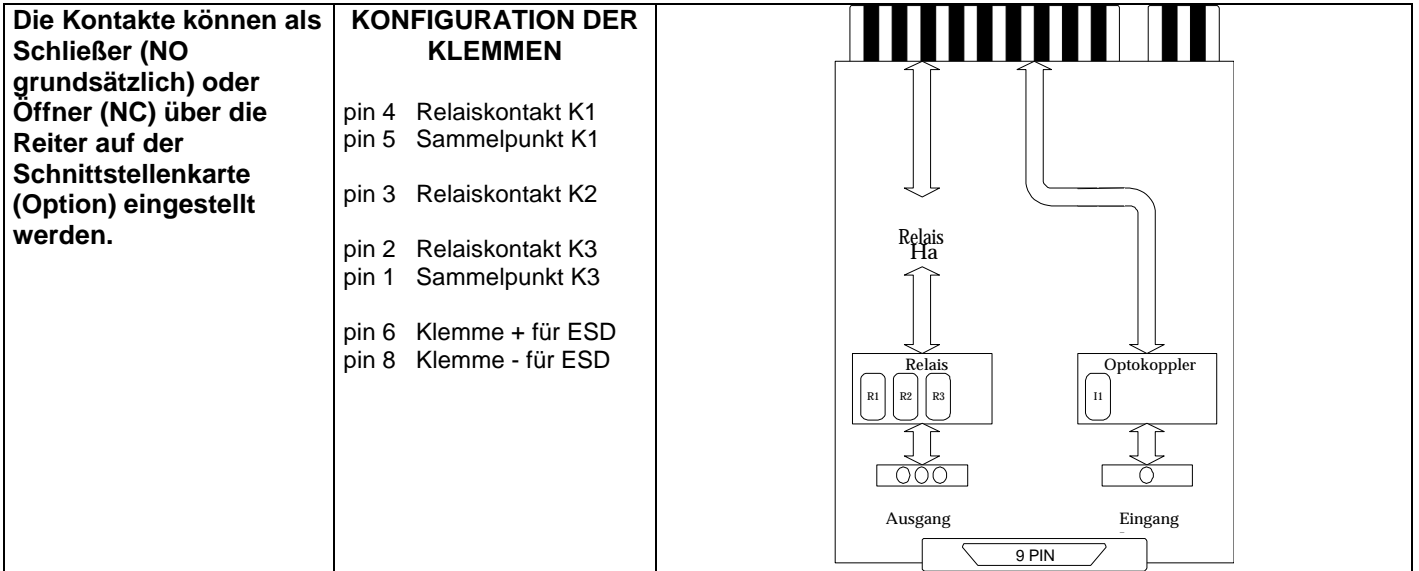 Die Kontakte können als
Schließer (NO
grundsätzlich) oder
Öffner (NC) über die
Reiter auf der
Schnittstellenkarte
(Option) eingestellt
werden.
KONFIGURATION DER
KLEMMEN
pin 4 Relaiskontakt K1
pin 5 Sammelpunkt K1
pin 3 Relaiskontakt K2
pin 2 Relaiskontakt K3
pin 1 Sammelpunkt K3
pin 6 Klemme + für ESD
pin 8 Klemme - für ESD
Relais
Ha
Relais
R1 R2 R3
Optokoppler
I1
Ausgang
Eingang
9 PIN